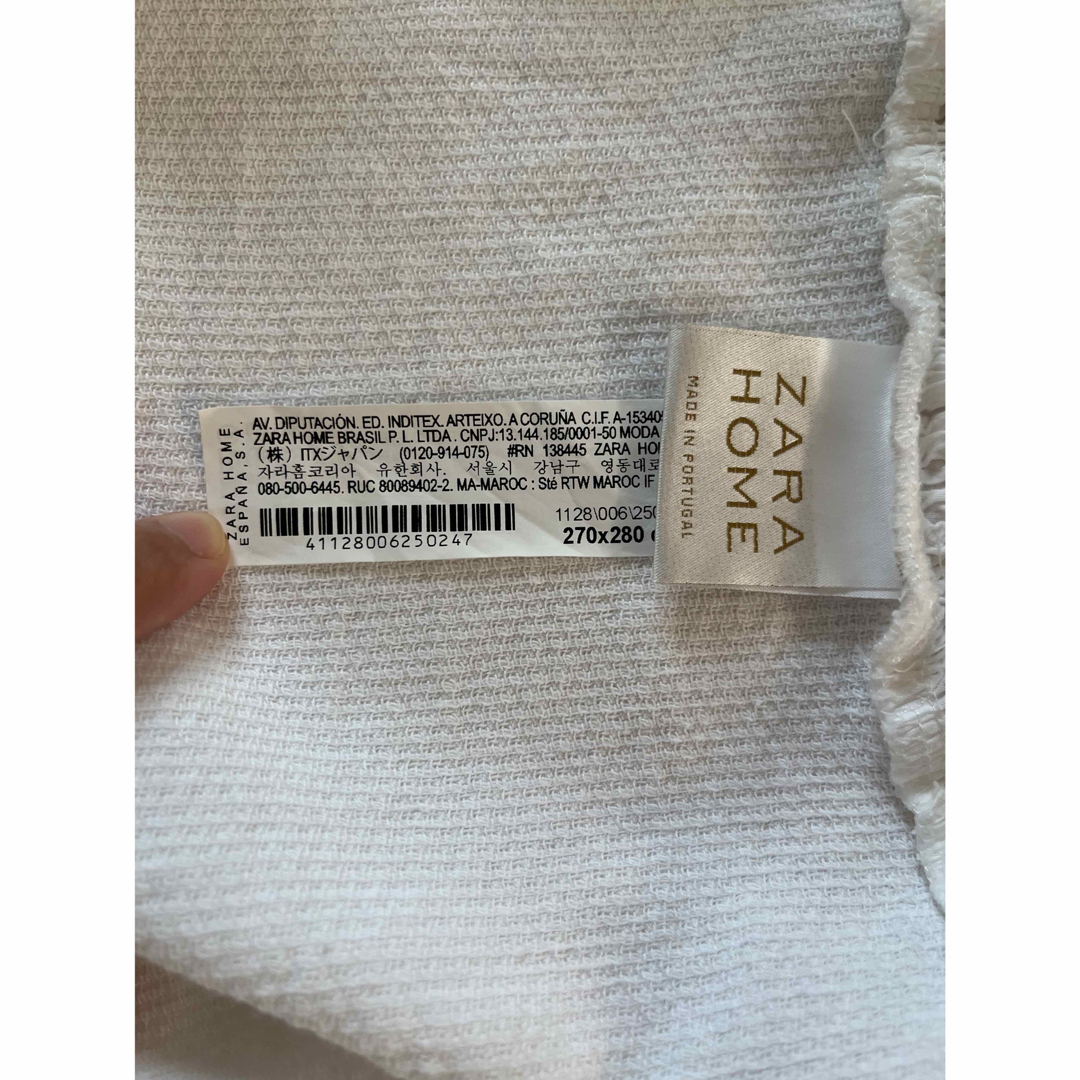 ZARA HOME
ESPAÑA, S.A.
AV. DIPUTACIÓN. ED. INDITEX. ARTEIXO. A CORUÑA C.I.F. A-15340
ZARA HOME BRASIL P. L. LTDA . CNPJ:13.144.185/0001-50 MODA
(株) ITXジャパン (0120-914-075) #RN 138445 ZARA HO
자라홈코리아 유한회사. 서울시 강남구 영동대로
080-500-6445. RUC 80089402-2. MA-MAROC : Sté RTW MAROC IF
1128\006\250
41128006250247
270x280
ZARA
HOME
MADE IN PORTUGAL